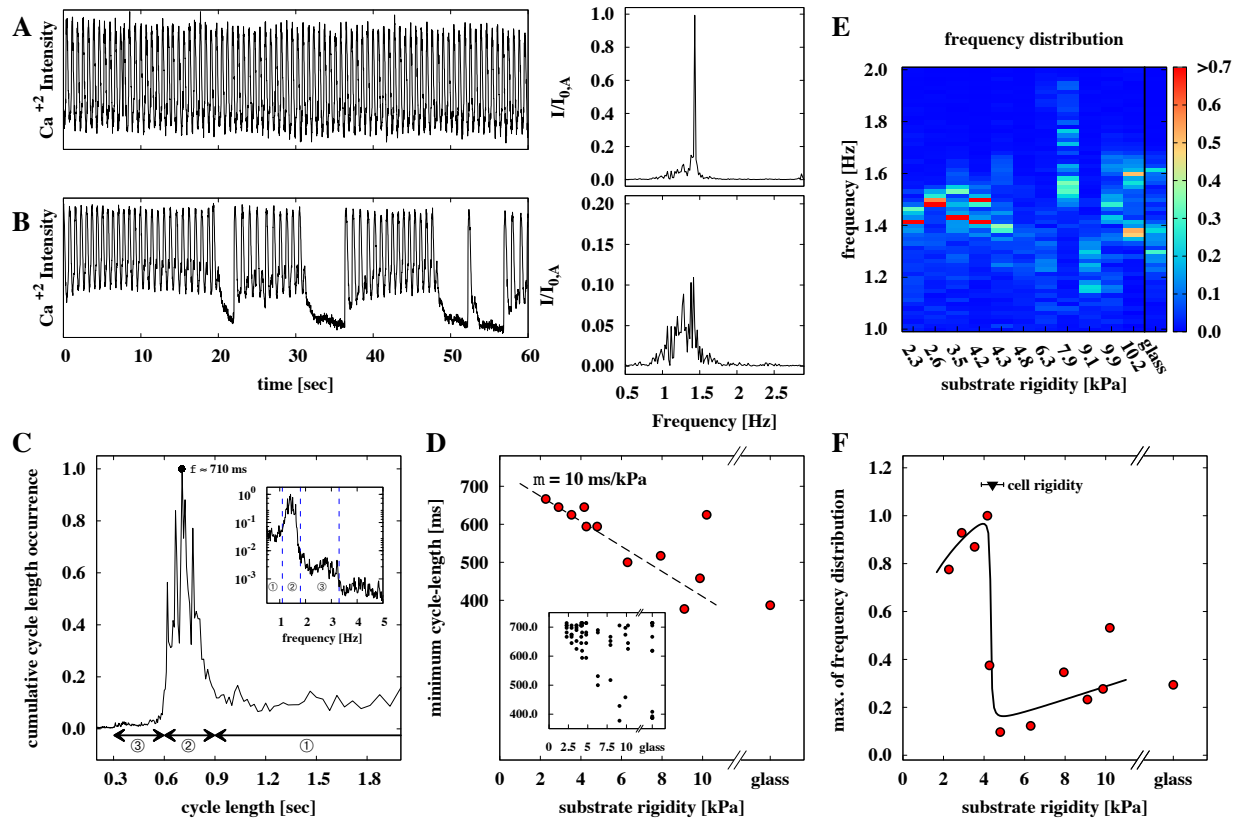 A
Ca +2 Intensity
0 10 20 30 40 50 60
I/I0,A
1.0
0.8
0.6
0.4
0.2
0.0
B
Ca +2 Intensity
0 10 20 30 40 50 60
time [sec]
I/I0,A
0.20
0.15
0.10
0.05
0.00
0.5 1 1.5 2 2.5
Frequency [Hz]
E
frequency distribution
frequency [Hz]
2.0
1.8
1.6
1.4
1.2
1.0
2.3 2.6 3.5 4.2 4.3 4.8 6.3 7.9 9.1 9.9 10.2 glass
substrate rigidity [kPa]
>0.7
0.6
0.5
0.4
0.3
0.2
0.1
0.0
C
cumulative cycle length occurrence
1.0
0.8
0.6
0.4
0.2
0.0
f ≈ 710 ms
10^0
10^-1
10^-2
10^-3
① ② ③
1 2 3 4 5
frequency [Hz]
③ ② ①
0.3 0.6 0.9 1.2 1.5 1.8
cycle length [sec]
D
minimum cycle-length [ms]
700
600
500
400
m = 10 ms/kPa
700.0
600.0
500.0
400.0
0 2.5 5 7.5 10 glass
0 2 4 6 8 10 glass
substrate rigidity [kPa]
F
max. of frequency distribution
1.2
1.0
0.8
0.6
0.4
0.2
0.0
cell rigidity
0 2 4 6 8 10 glass
substrate rigidity [kPa]